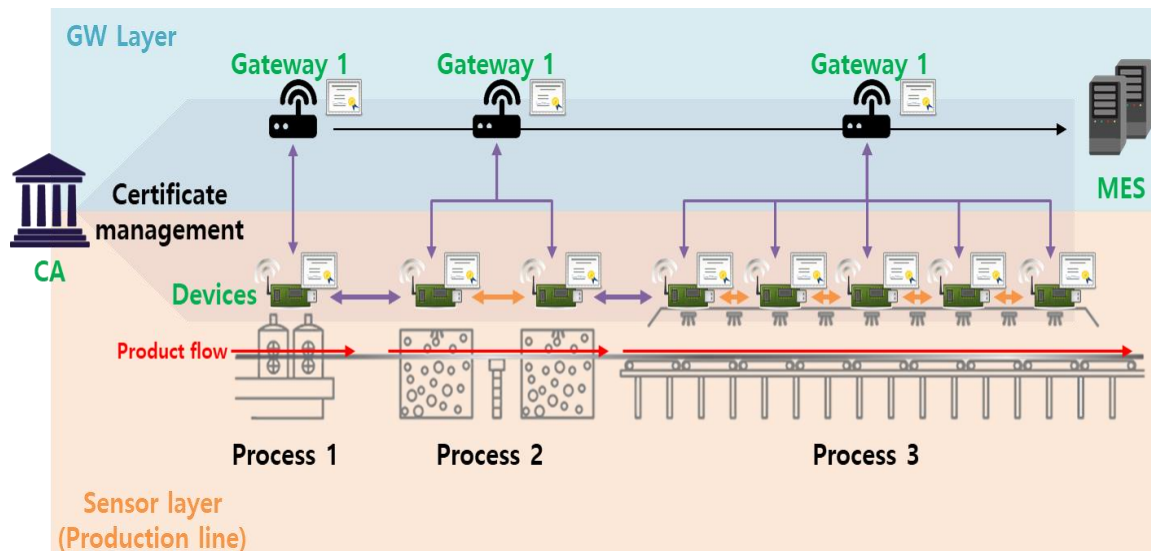 GW Layer
Gateway 1
Gateway 1
Gateway 1
MES
Certificate
management
CA
Devices
Product flow
Process 1
Process 2
Process 3
Sensor layer
(Production line)